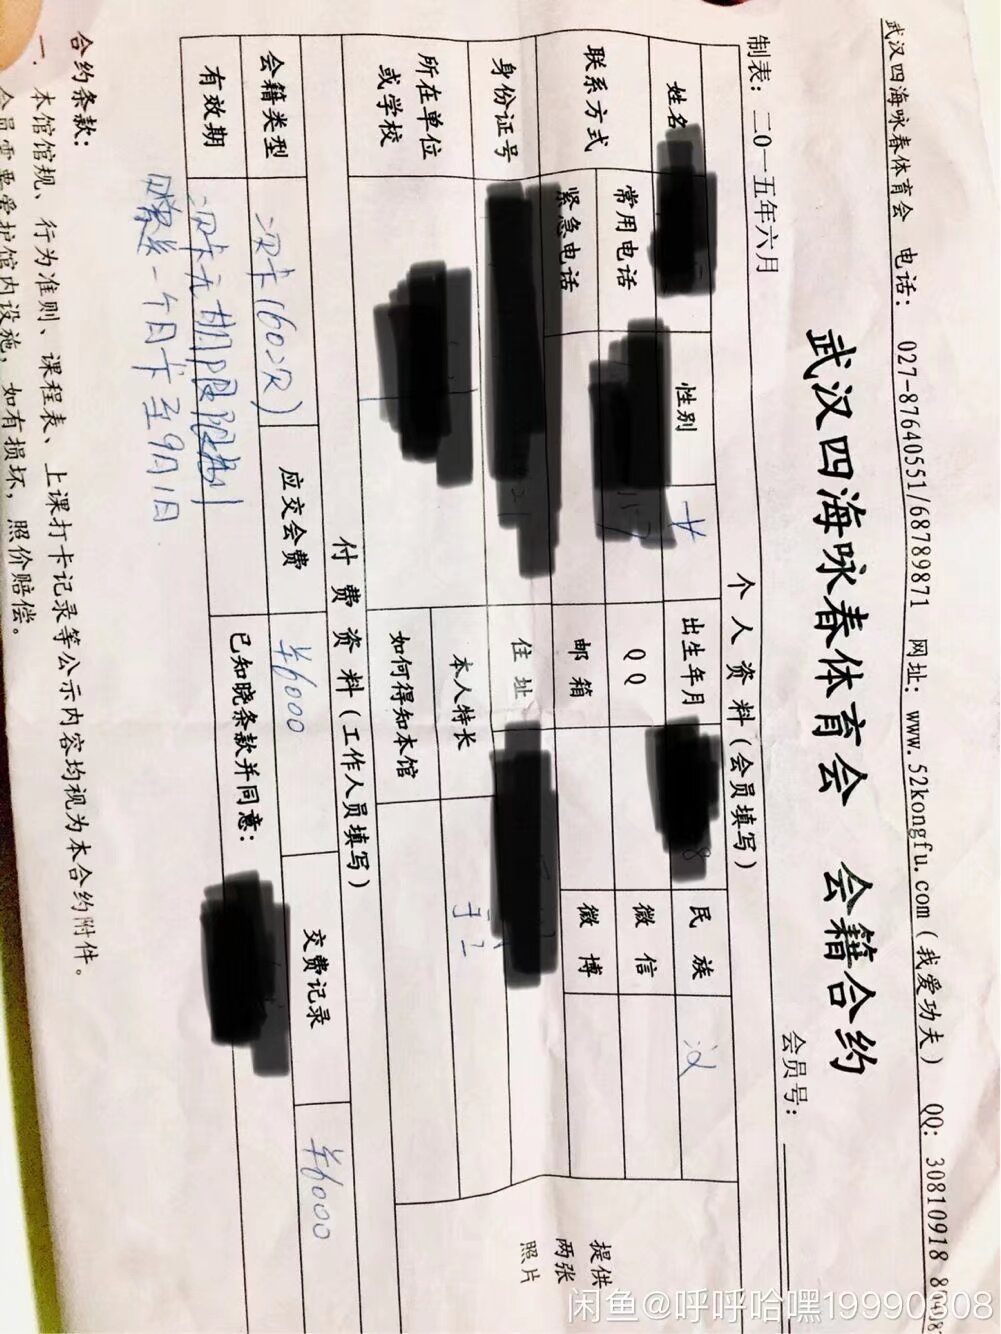 武汉四海咏春体育会 电话: 027-87640551/68789871 网址: www.52kongfu.com(我爱功夫) QQ: 30810918
武汉四海咏春体育会 会籍合约
制表: 二〇一五年六月
会员号:
个人资料(会员填写)
姓名 性别 女 出生年月 民族 汉
联系方式 常用电话 QQ 微信
紧急电话 邮箱 微博
身份证号 住址
所在单位或学校 本人特长
如何得知本馆
提供
两张
照片
付费资料(工作人员填写)
会籍类型 次卡(160次) 应交会费 ¥6000 交费记录 ¥6000
有效期 次卡无期限限制 已知晓条款并同意:
一个月卡至9月1日
合约条款:
一. 本馆馆规、行为准则、课程表、上课打卡记录等公示内容均视为本合约附件。
会员需要爱护馆内设施,如有损坏,照价赔偿。
闲鱼@呼呼哈嘿19990808